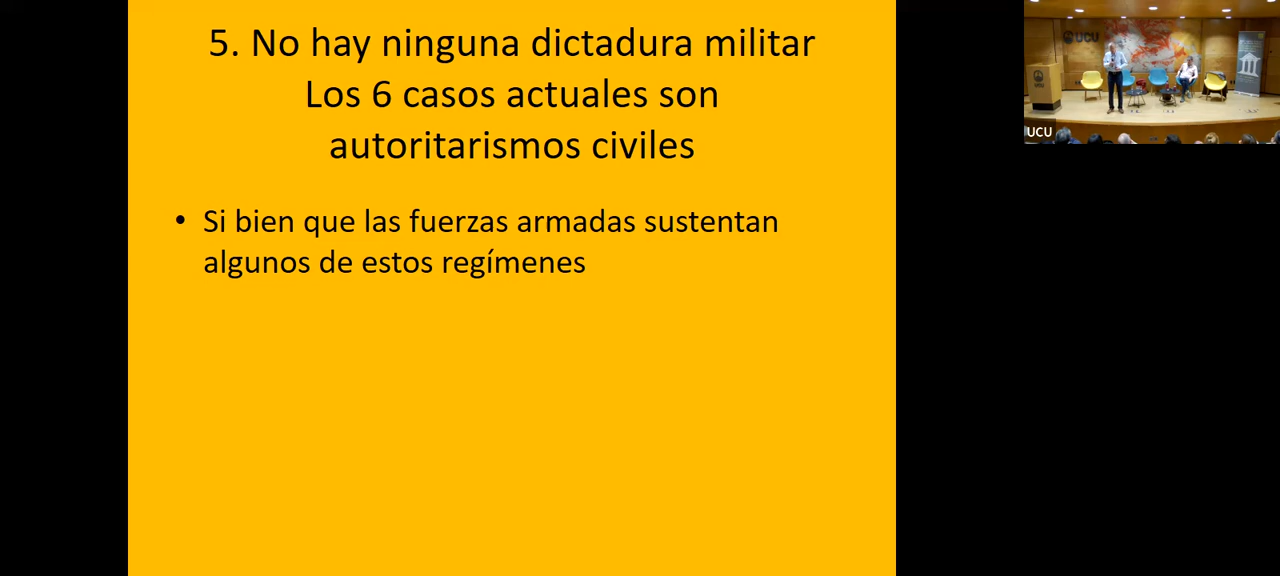 5. No hay ninguna dictadura militar
Los 6 casos actuales son
autoritarismos civiles
• Si bien que las fuerzas armadas sustentan
algunos de estos regímenes
UCU
UCU